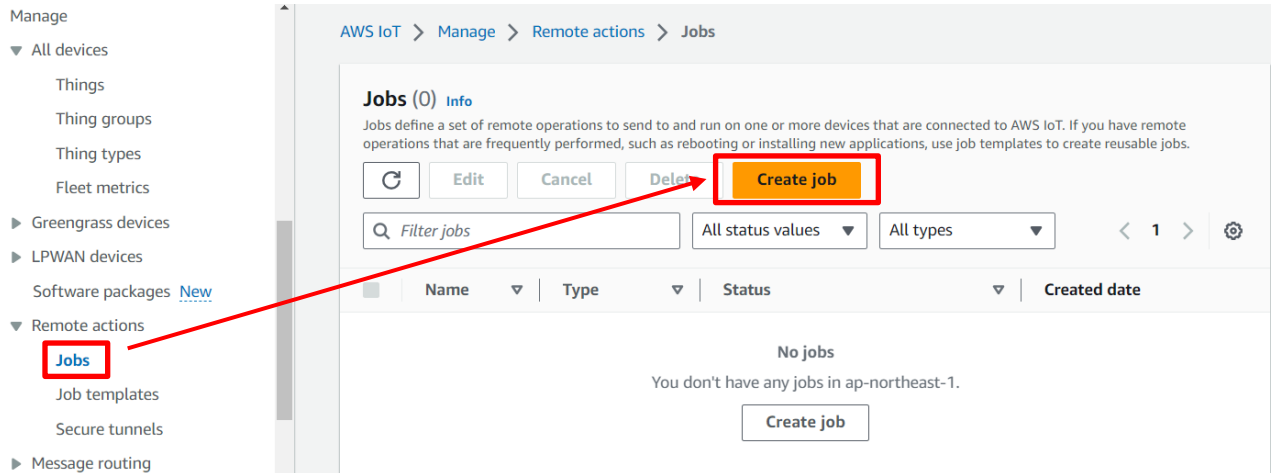 Manage
All devices
Things
Thing groups
Thing types
Fleet metrics
Greengrass devices
LPWAN devices
Software packages New
Remote actions
Jobs
Job templates
Secure tunnels
Message routing
AWS IoT > Manage > Remote actions > Jobs
Jobs (0) Info
Jobs define a set of remote operations to send to and run on one or more devices that are connected to AWS IoT. If you have remote
operations that are frequently performed, such as rebooting or installing new applications, use job templates to create reusable jobs.
Edit Cancel Delete Create job
Filter jobs All status values All types < 1 >
Name Type Status Created date
No jobs
You don't have any jobs in ap-northeast-1.
Create job